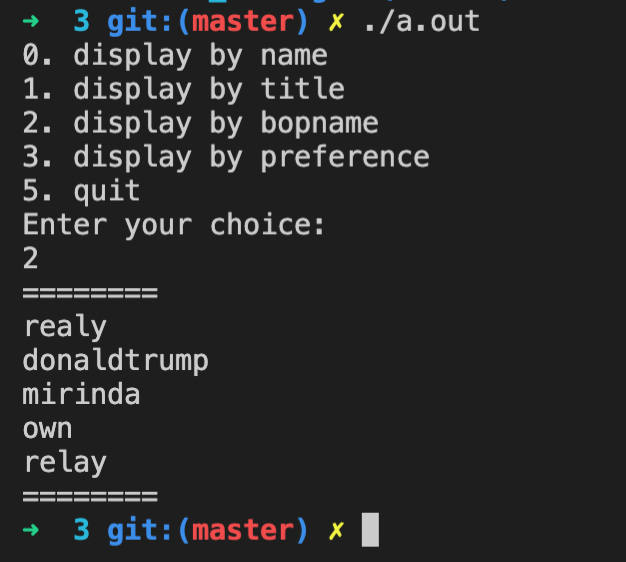 ➜  3 git:(master) ✗ ./a.out
0. display by name
1. display by title
2. display by bopname
3. display by preference
5. quit
Enter your choice:
2
========
realy
donaldtrump
mirinda
own
relay
========
➜  3 git:(master) ✗